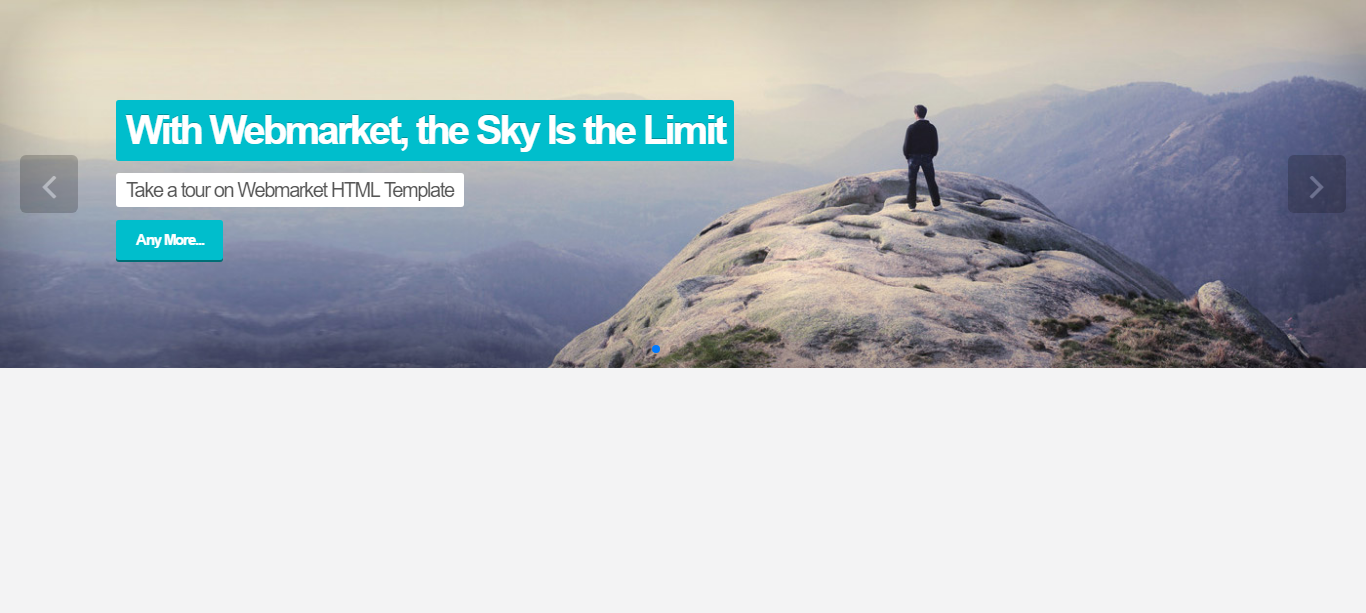 With Webmarket, the Sky Is the Limit
Take a tour on Webmarket HTML Template
Any More...